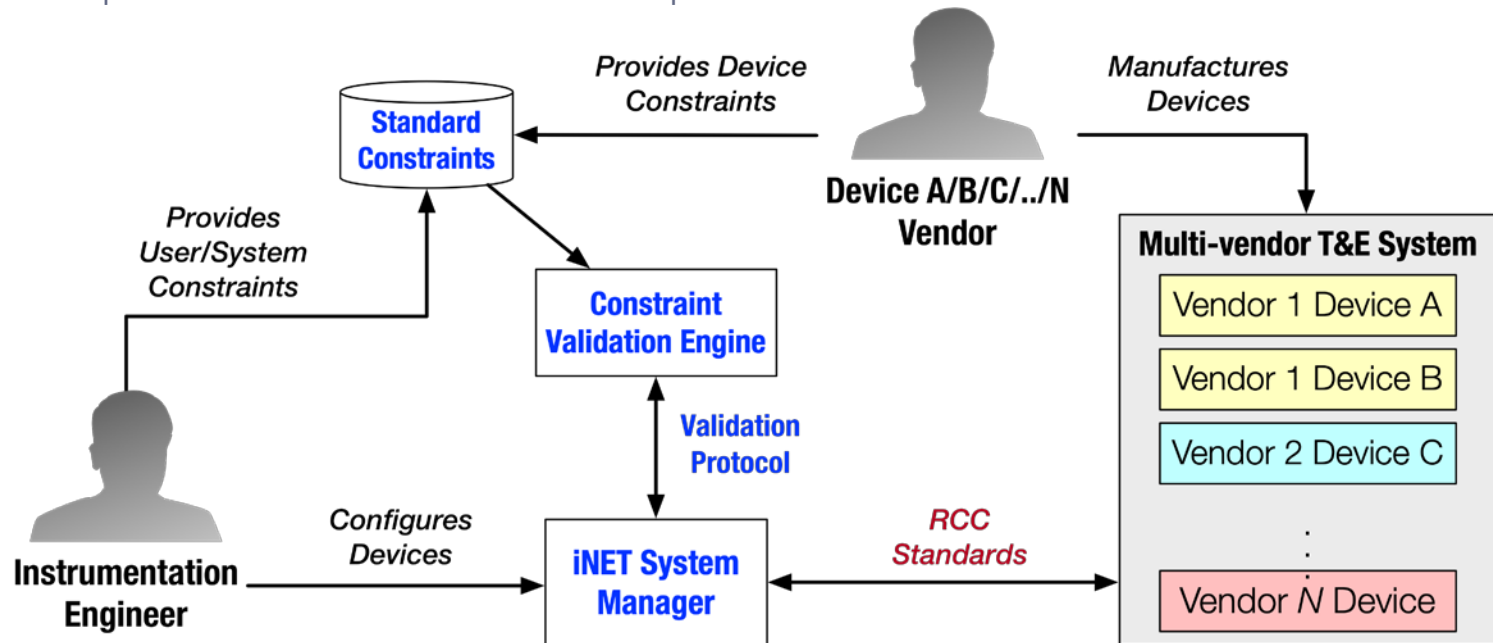 Provides Device
Constraints
Manufactures
Devices
Standard
Constraints
Device A/B/C/../N
Vendor
Provides
User/System
Constraints
Multi-vendor T&E System
Vendor 1 Device A
Vendor 1 Device B
Vendor 2 Device C
Vendor N Device
Constraint
Validation Engine
Validation
Protocol
Configures
Devices
RCC
Standards
Instrumentation
Engineer
iNET System
Manager